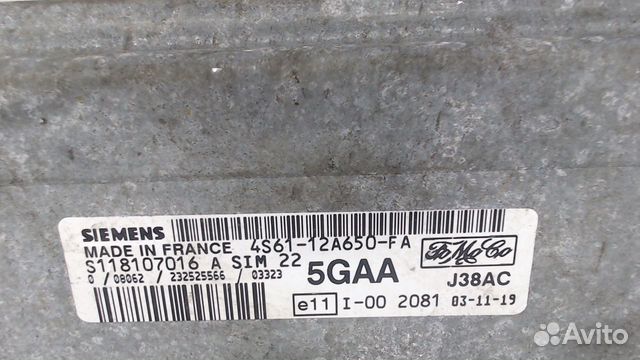 SIEMENS
MADE IN FRANCE 4S61-12A650-FA
S118107016 A SIM 22
0 / 08062 / 232525566 / 03323
5GAA
FoMoCo
J38AC
e11 I-00 2081 03-11-19
Avito